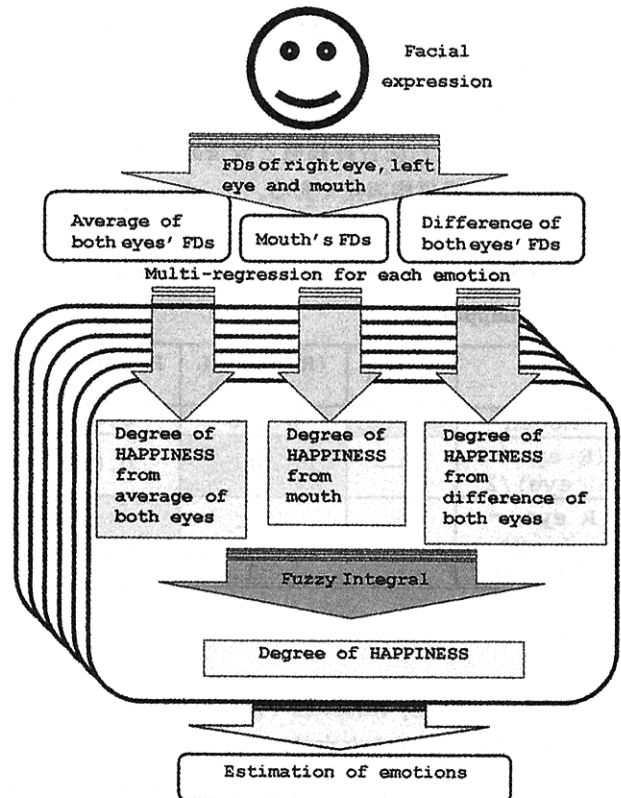 Facial
expression
FDs of right eye, left
eye and mouth
Average of
both eyes' FDs
Mouth's FDs
Difference of
both eyes' FDs
Multi-regression for each emotion
Degree of
HAPPINESS
from
average of
both eyes
Degree of
HAPPINESS
from
mouth
Degree of
HAPPINESS
from
difference of
both eyes
Fuzzy Integral
Degree of HAPPINESS
Estimation of emotions